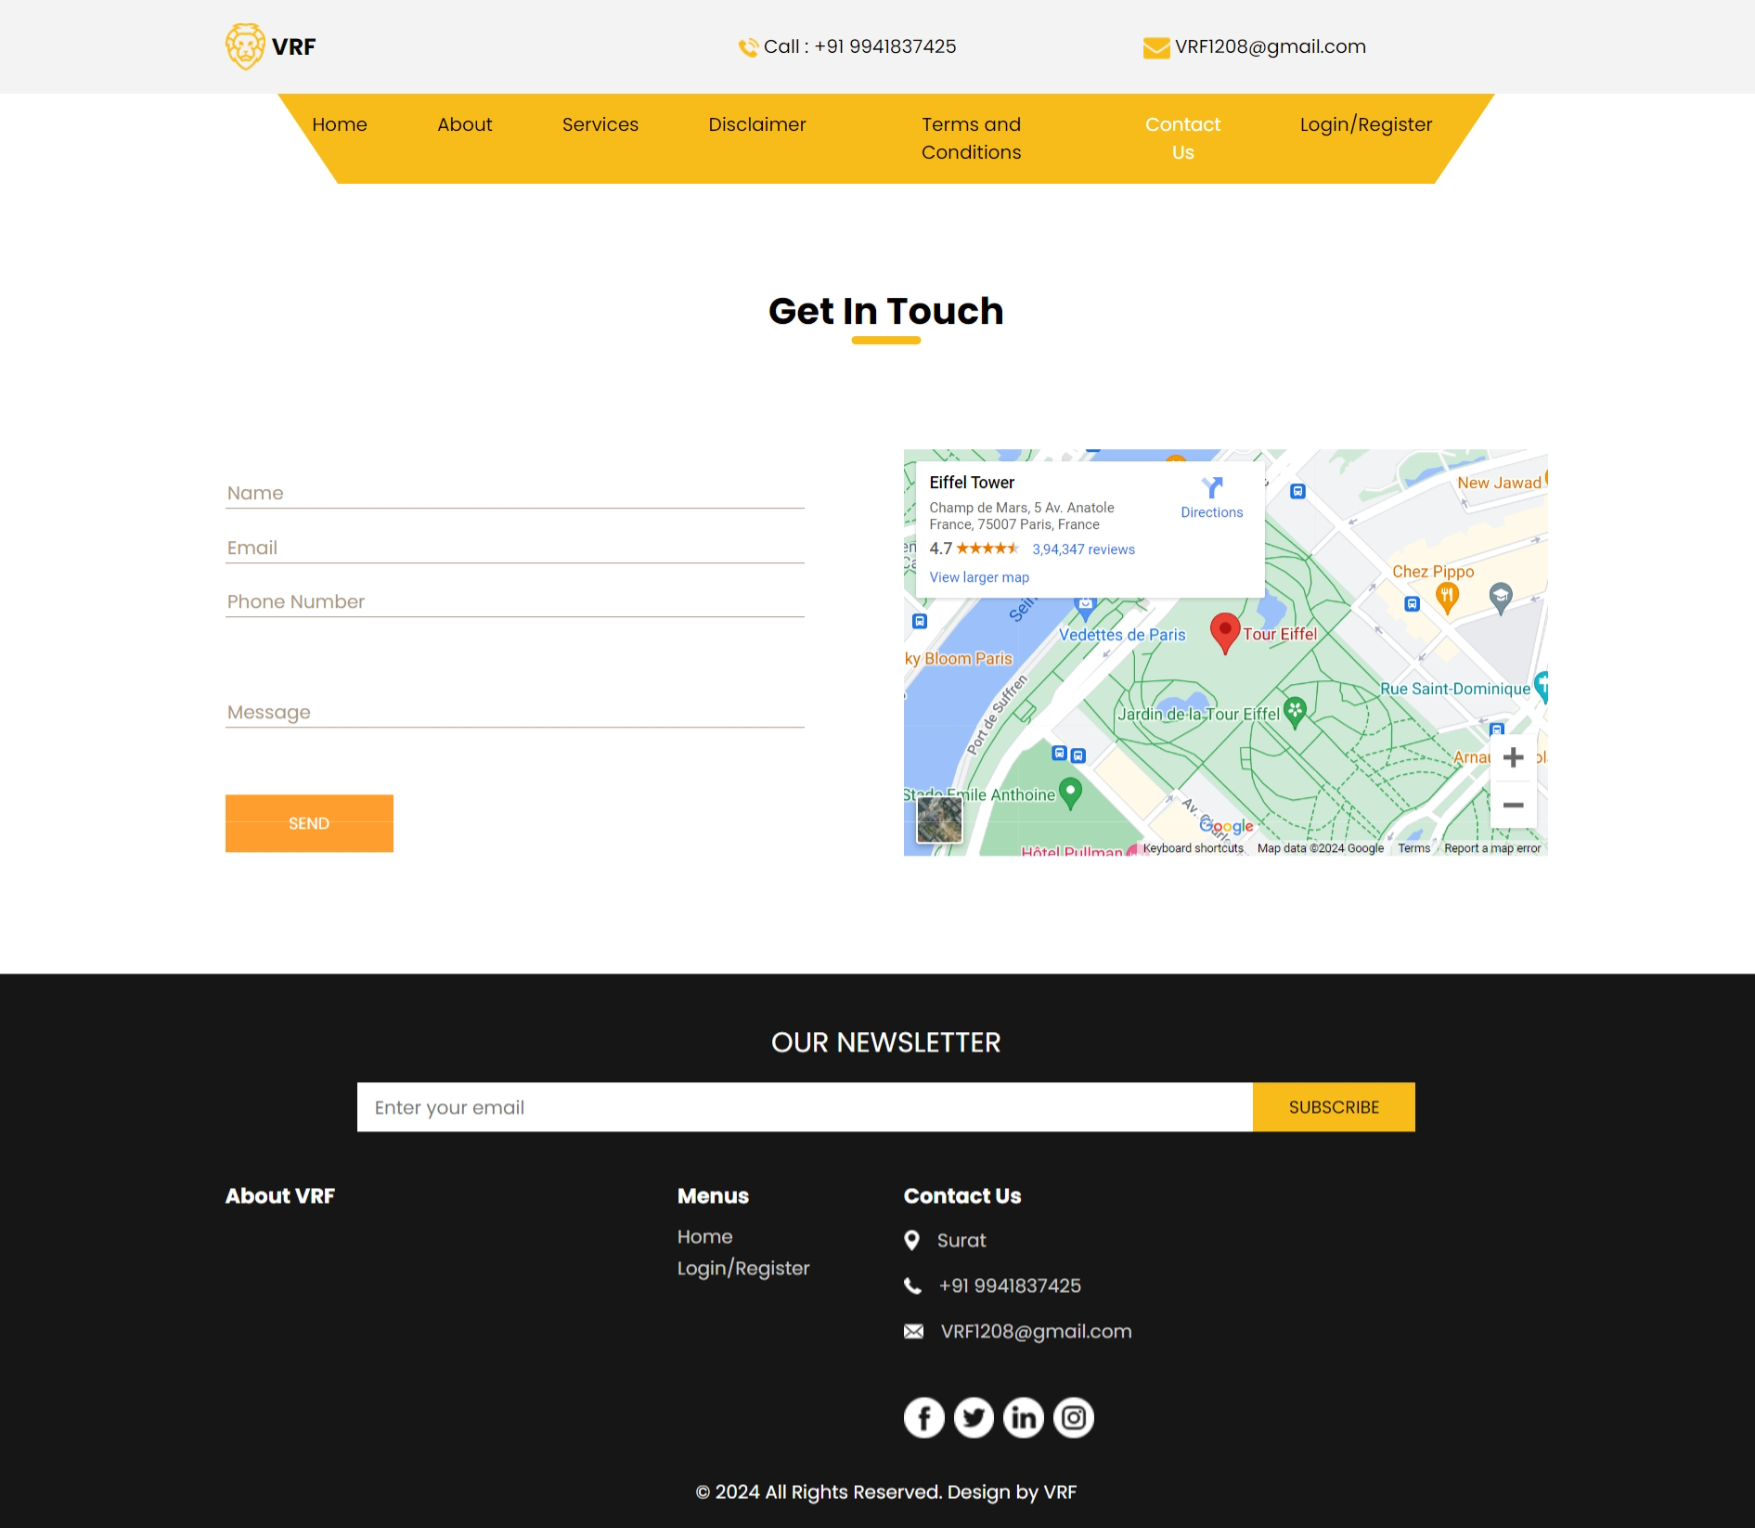 VRF
Call : +91 9941837425
VRF1208@gmail.com
Home
About
Services
Disclaimer
Terms and
Conditions
Contact
Us
Login/Register
Get In Touch
Name
Email
Phone Number
Message
SEND
Eiffel Tower
Champ de Mars, 5 Av. Anatole
France, 75007 Paris, France
Directions
4.7
3,94,347 reviews
View larger map
New Jawad
Chez Pippo
Vedettes de Paris
Tour Eiffel
ky Bloom Paris
Port de Suffren
Rue Saint-Dominique
Jardin de la Tour Eiffel
Stade Emile Anthoine
Hôtel Pullman
Google
Keyboard shortcuts
Map data ©2024 Google
Terms
Report a map error
OUR NEWSLETTER
Enter your email
SUBSCRIBE
About VRF
Menus
Home
Login/Register
Contact Us
Surat
+91 9941837425
VRF1208@gmail.com
© 2024 All Rights Reserved. Design by VRF